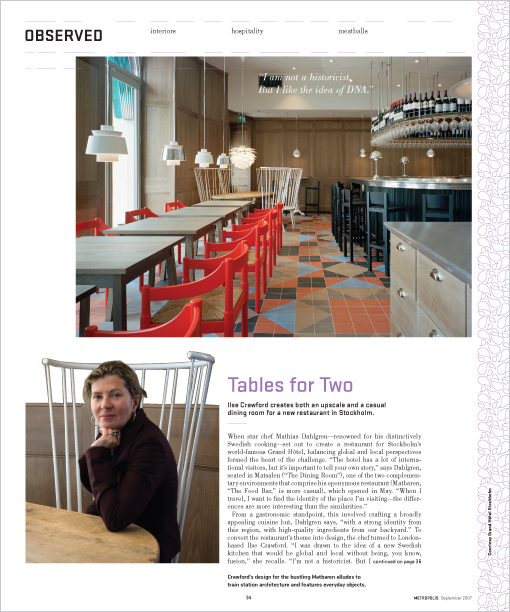 OBSERVED
interiors
hospitality
meatballs
“I am not a historicist.
But I like the idea of DNA.”
Tables for Two
Ilse Crawford creates both an upscale and a casual
dining room for a new restaurant in Stockholm.
When star chef Mathias Dahlgren—renowned for his distinctively
Swedish cooking—set out to create a restaurant for Stockholm’s
world-famous Grand Hôtel, balancing global and local perspectives
formed the heart of the challenge. “The hotel has a lot of interna-
tional visitors, but it’s important to tell your own story,” says Dahlgren,
seated in Matsalen (“The Dining Room”), one of the two complemen-
tary environments that comprise his eponymous restaurant (Matbaren,
“The Food Bar,” is more casual), which opened in May. “When I
travel, I want to find the identity of the place I’m visiting—the differ-
ences are more interesting than the similarities.”
From a gastronomic standpoint, this involved crafting a broadly
appealing cuisine but, Dahlgren says, “with a strong identity from
this region, with high-quality ingredients from our backyard.” To
convert the restaurant’s theme into design, the chef turned to London-
based Ilse Crawford. “I was drawn to the idea of a new Swedish
kitchen that would be global and local without being, you know,
fusion,” she recalls. “I’m not a historicist. But I continued on page 36
Crawford’s design for the bustling Matbaren alludes to
train station architecture and features everyday objects.
Courtesy Grand Hôtel Stockholm
34
METROPOLIS September 2007